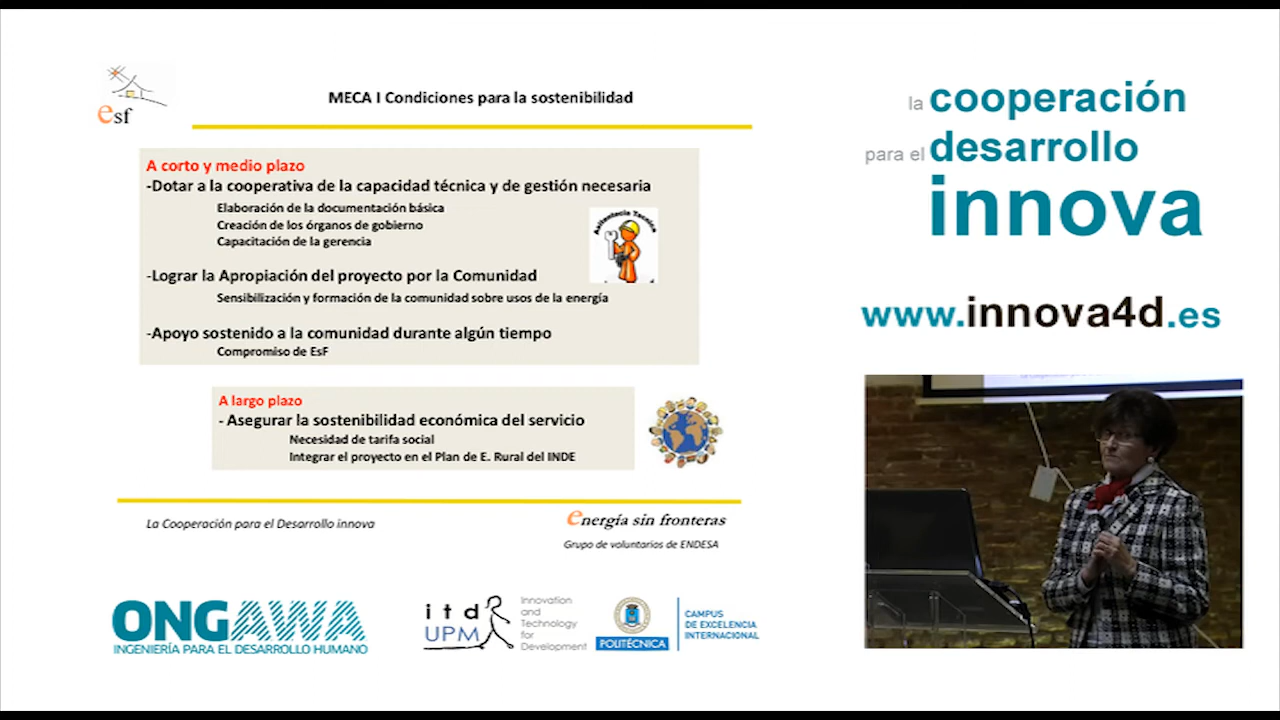 esf
MECA I Condiciones para la sostenibilidad
A corto y medio plazo
-Dotar a la cooperativa de la capacidad técnica y de gestión necesaria
Elaboración de la documentación básica
Creación de los órganos de gobierno
Capacitación de la gerencia
Asitentecia Tecnica
-Lograr la Apropiación del proyecto por la Comunidad
Sensibilización y formación de la comunidad sobre usos de la energía
-Apoyo sostenido a la comunidad durante algún tiempo
Compromiso de EsF
A largo plazo
- Asegurar la sostenibilidad económica del servicio
Necesidad de tarifa social
Integrar el proyecto en el Plan de E. Rural del INDE
La Cooperación para el Desarrollo innova
energía sin fronteras
Grupo de voluntarios de ENDESA
ONGAWA
INGENIERÍA PARA EL DESARROLLO HUMANO
itd
UPM
Innovation
and
Technology
for
Development
POLITÉCNICA
CAMPUS
DE EXCELENCIA
INTERNACIONAL
la cooperación
para el desarrollo
innova
www.innova4d.es